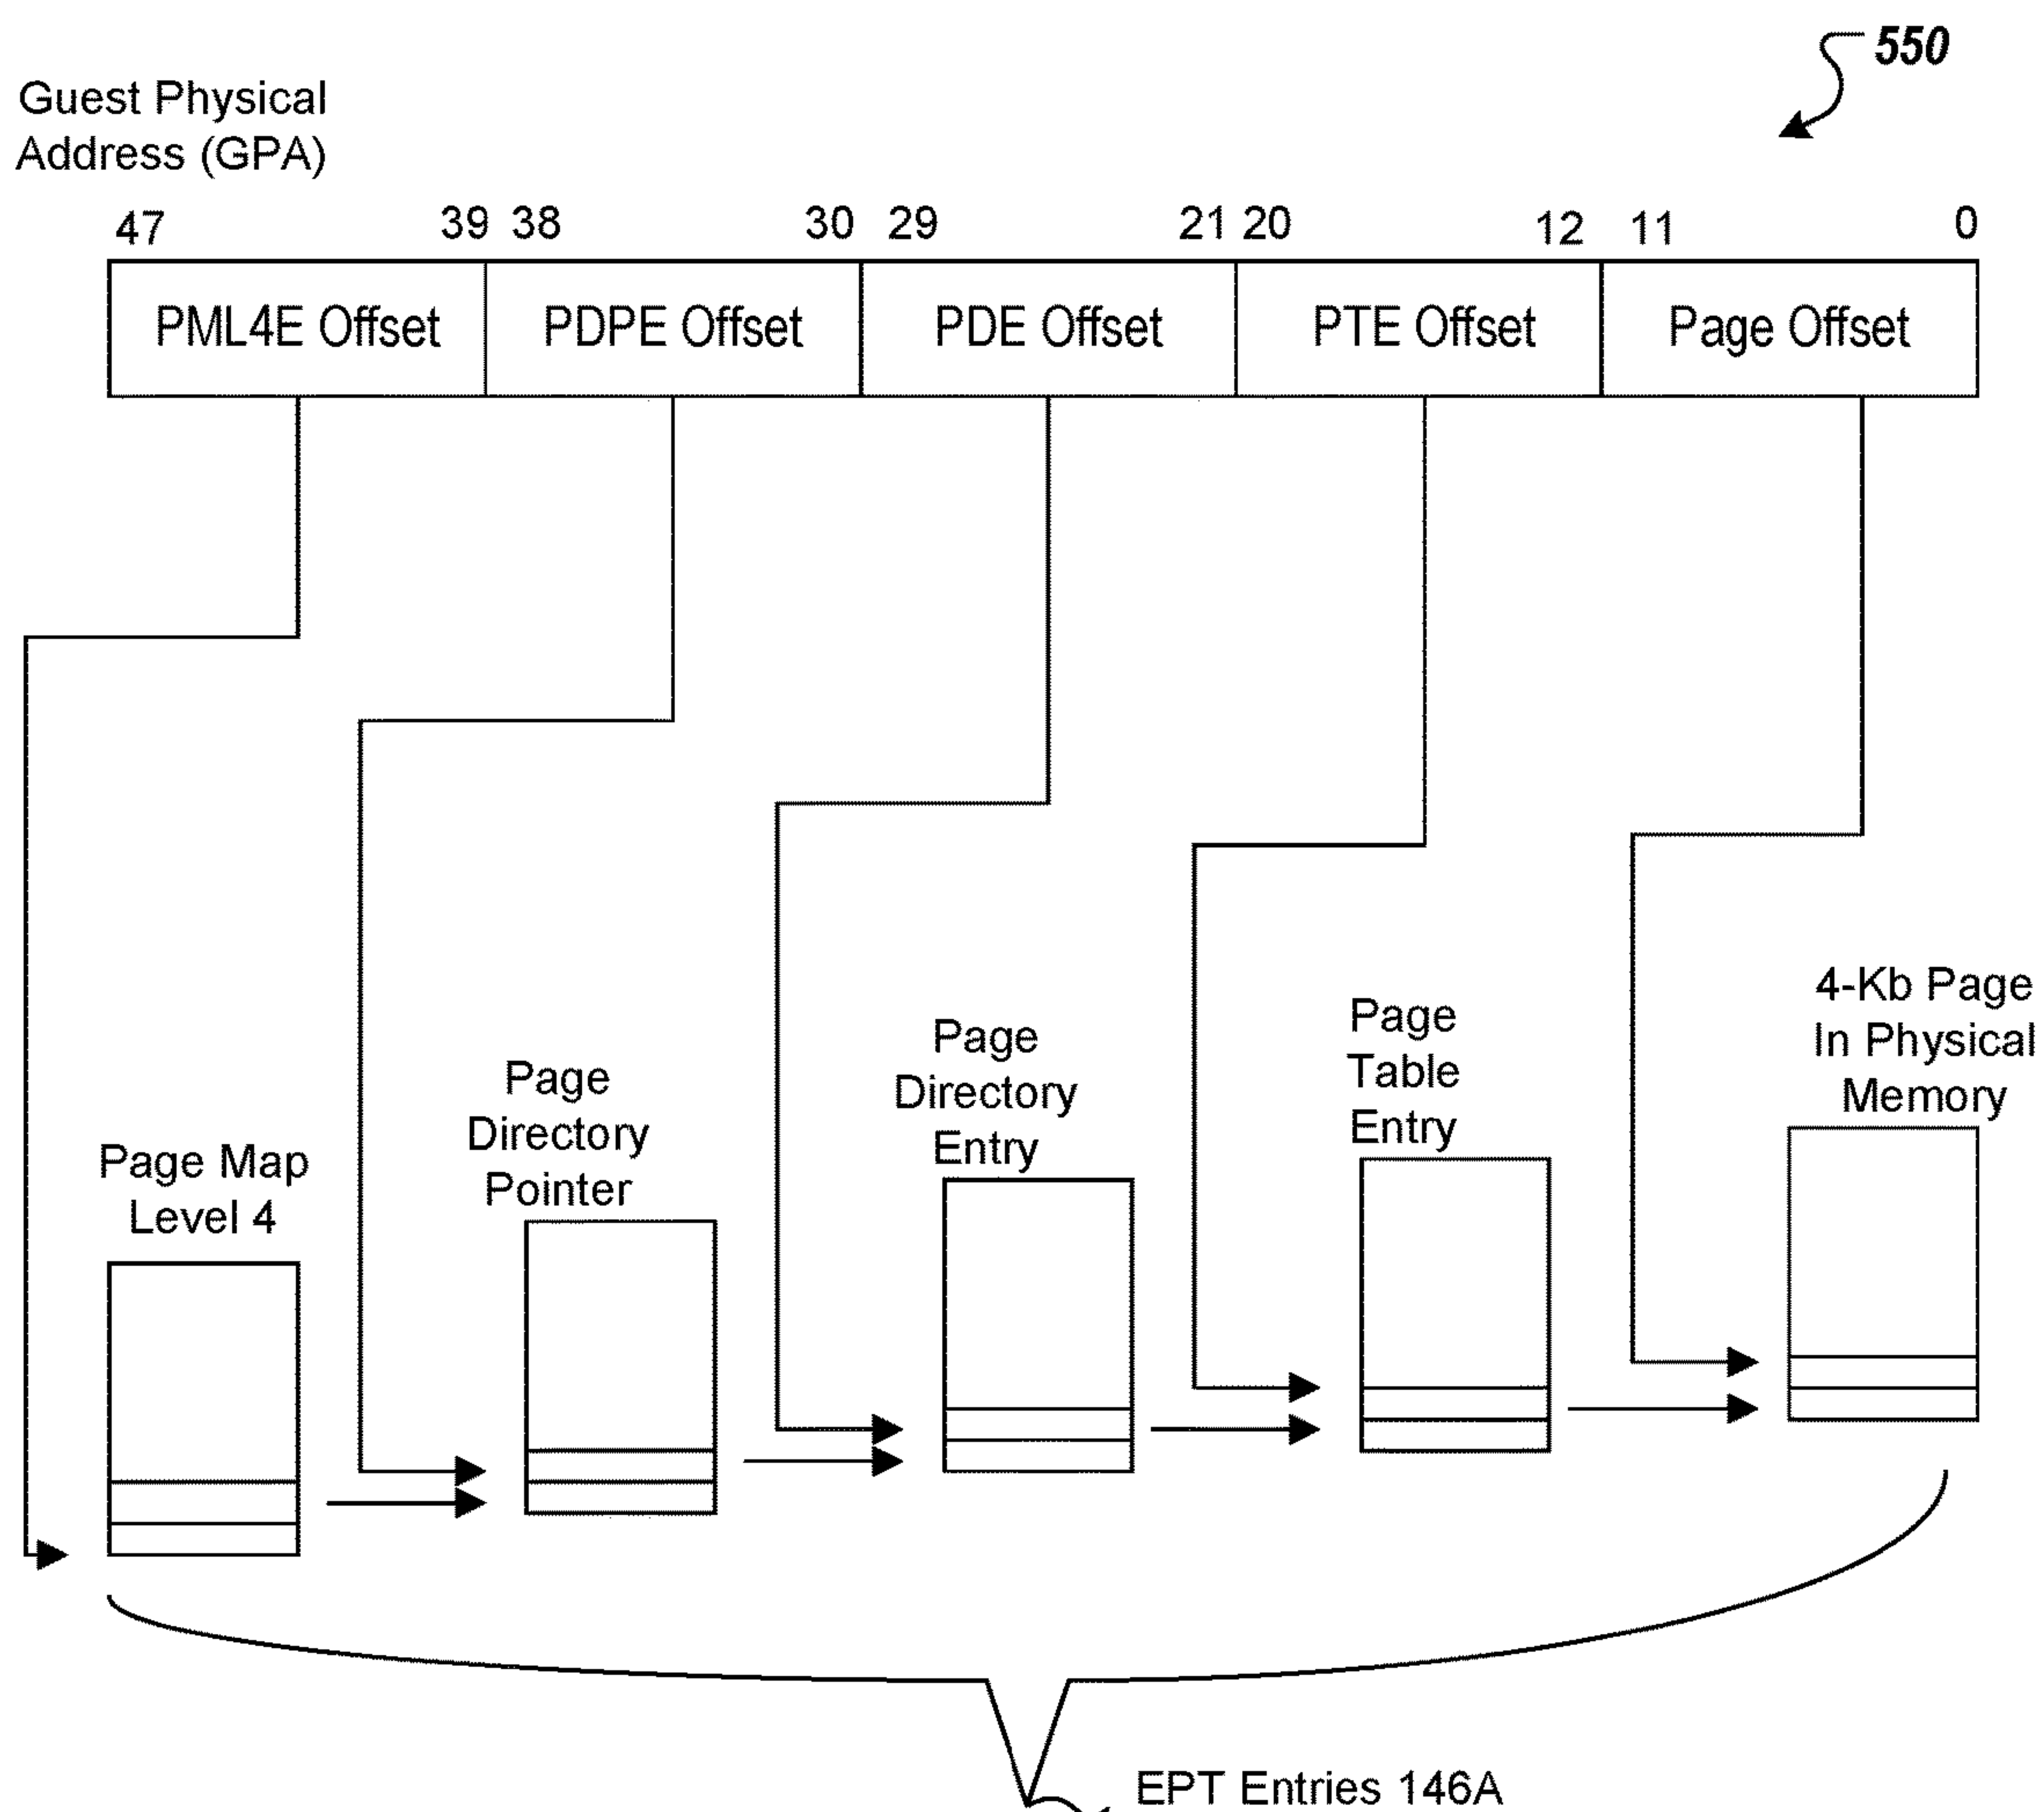 550
Guest Physical
Address (GPA)
47 39 38 30 29 21 20 12 11 0
PML4E Offset PDPE Offset PDE Offset PTE Offset Page Offset
4-Kb Page
In Physical
Memory
Page
Table
Entry
Page
Directory
Entry
Page
Directory
Pointer
Page Map
Level 4
EPT Entries 146A